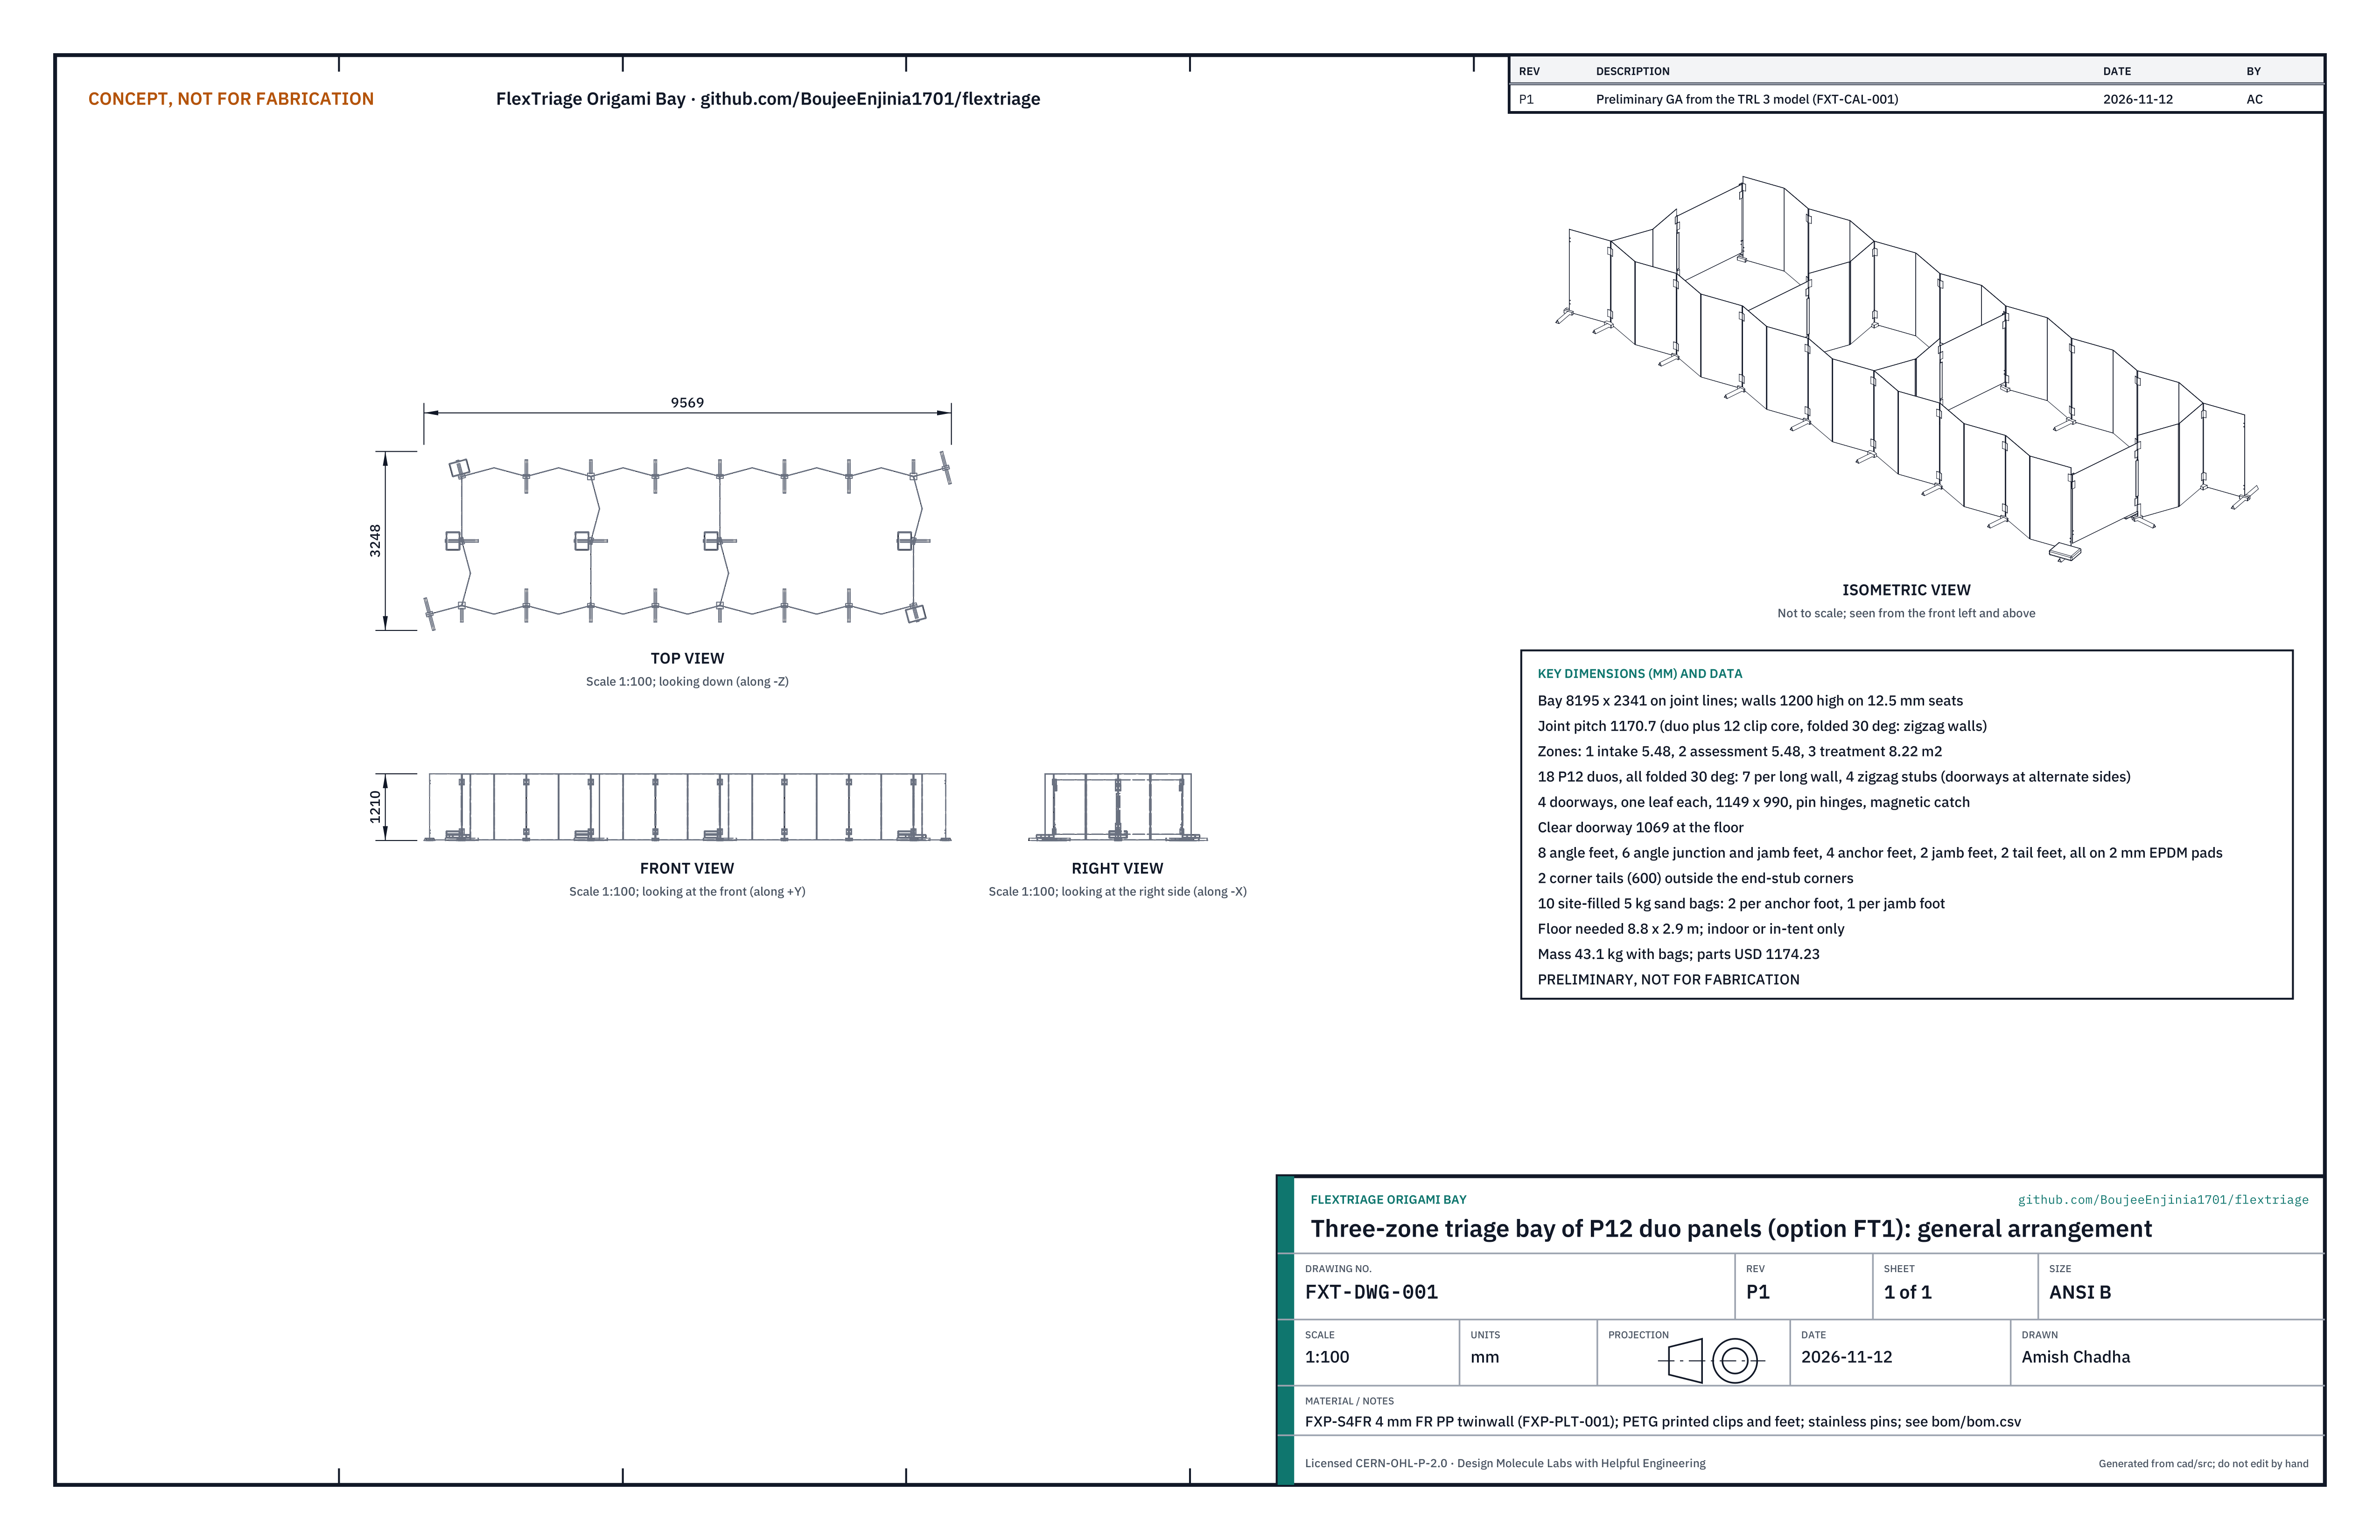 CONCEPT, NOT FOR FABRICATION
FlexTriage Origami Bay · github.com/BoujeeEnjinia1701/flextriage
REV DESCRIPTION DATE BY
P1 Preliminary GA from the TRL 3 model (FXT-CAL-001) 2026-11-12 AC
9569
3248
TOP VIEW
Scale 1:100; looking down (along -Z)
1210
FRONT VIEW
Scale 1:100; looking at the front (along +Y)
RIGHT VIEW
Scale 1:100; looking at the right side (along -X)
ISOMETRIC VIEW
Not to scale; seen from the front left and above
KEY DIMENSIONS (MM) AND DATA
Bay 8195 x 2341 on joint lines; walls 1200 high on 12.5 mm seats
Joint pitch 1170.7 (duo plus 12 clip core, folded 30 deg: zigzag walls)
Zones: 1 intake 5.48, 2 assessment 5.48, 3 treatment 8.22 m2
18 P12 duos, all folded 30 deg: 7 per long wall, 4 zigzag stubs (doorways at alternate sides)
4 doorways, one leaf each, 1149 x 990, pin hinges, magnetic catch
Clear doorway 1069 at the floor
8 angle feet, 6 angle junction and jamb feet, 4 anchor feet, 2 jamb feet, 2 tail feet, all on 2 mm EPDM pads
2 corner tails (600) outside the end-stub corners
10 site-filled 5 kg sand bags: 2 per anchor foot, 1 per jamb foot
Floor needed 8.8 x 2.9 m; indoor or in-tent only
Mass 43.1 kg with bags; parts USD 1174.23
PRELIMINARY, NOT FOR FABRICATION
FLEXTRIAGE ORIGAMI BAY github.com/BoujeeEnjinia1701/flextriage
Three-zone triage bay of P12 duo panels (option FT1): general arrangement
DRAWING NO. REV SHEET SIZE
FXT-DWG-001 P1 1 of 1 ANSI B
SCALE UNITS PROJECTION DATE DRAWN
1:100 mm 2026-11-12 Amish Chadha
MATERIAL / NOTES
FXP-S4FR 4 mm FR PP twinwall (FXP-PLT-001); PETG printed clips and feet; stainless pins; see bom/bom.csv
Licensed CERN-OHL-P-2.0 · Design Molecule Labs with Helpful Engineering Generated from cad/src; do not edit by hand